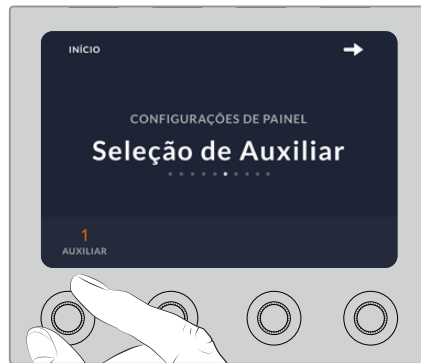 INÍCIO
CONFIGURAÇÕES DE PAINEL
Seleção de Auxiliar
1
AUXILIAR